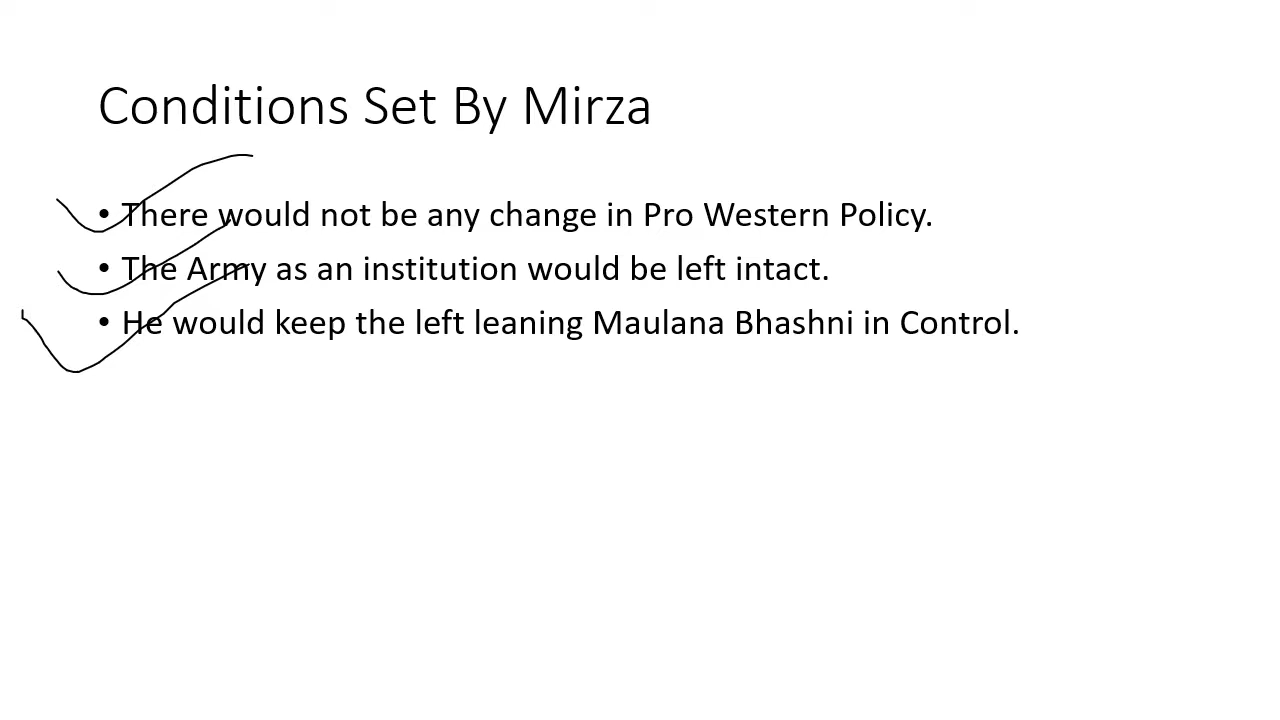 Conditions Set By Mirza
• There would not be any change in Pro Western Policy.
• The Army as an institution would be left intact.
• He would keep the left leaning Maulana Bhashni in Control.